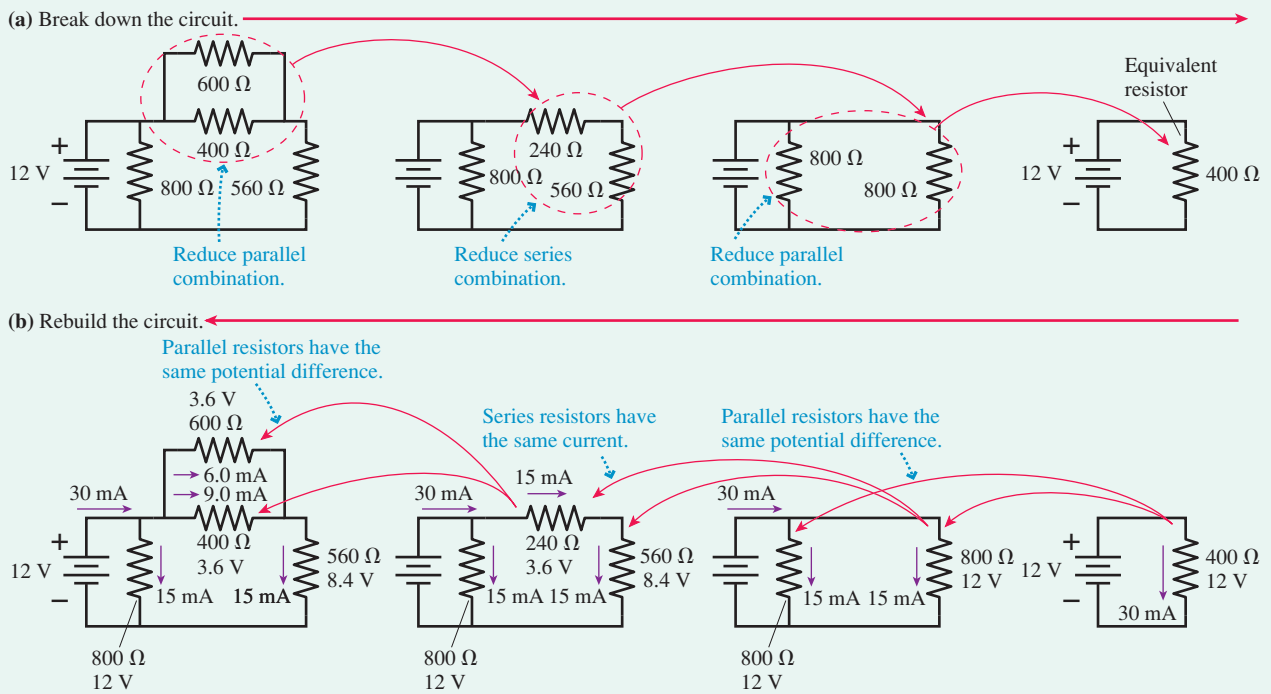 (a) Break down the circuit.
600 Ω
400 Ω
+
12 V
−
800 Ω
560 Ω
Reduce parallel
combination.
240 Ω
800 Ω
560 Ω
Reduce series
combination.
800 Ω
800 Ω
Reduce parallel
combination.
Equivalent
resistor
+
12 V
−
400 Ω
(b) Rebuild the circuit.
Parallel resistors have the
same potential difference.
3.6 V
600 Ω
6.0 mA
9.0 mA
30 mA
400 Ω
3.6 V
+
12 V
−
15 mA
15 mA
560 Ω
8.4 V
800 Ω
12 V
Series resistors have
the same current.
15 mA
30 mA
240 Ω
3.6 V
560 Ω
8.4 V
15 mA
15 mA
800 Ω
12 V
Parallel resistors have the
same potential difference.
30 mA
800 Ω
12 V
15 mA
15 mA
800 Ω
12 V
+
12 V
−
400 Ω
12 V
30 mA